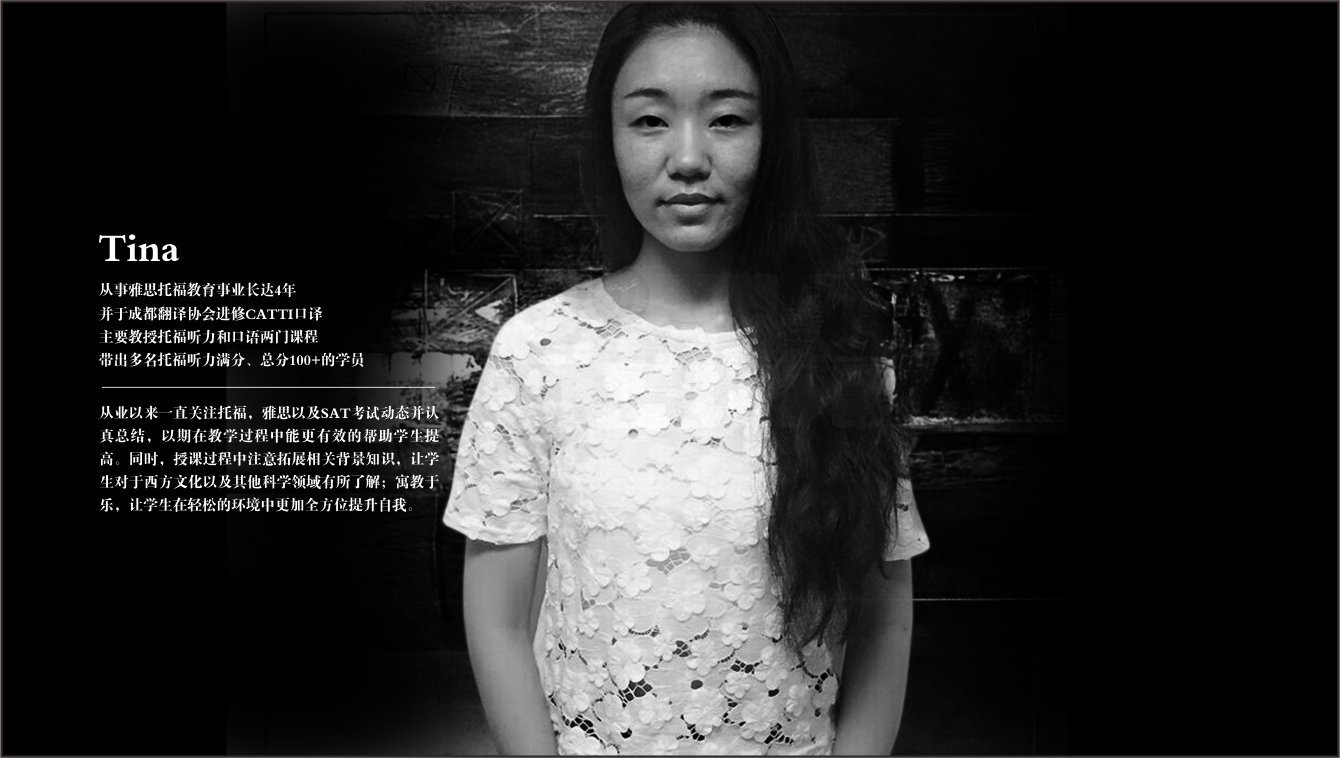 Tina
从事雅思托福教育事业长达4年
并于成都翻译协会进修CATTI口译
主要教授托福听力和口语两门课程
带出多名托福听力满分、总分100+的学员
从业以来一直关注托福，雅思以及SAT考试动态并认
真总结，以期在教学过程中能更有效的帮助学生提
高。同时，授课过程中注意拓展相关背景知识，让学
生对于西方文化以及其他科学领域有所了解；寓教于
乐，让学生在轻松的环境中更加全方位提升自我。